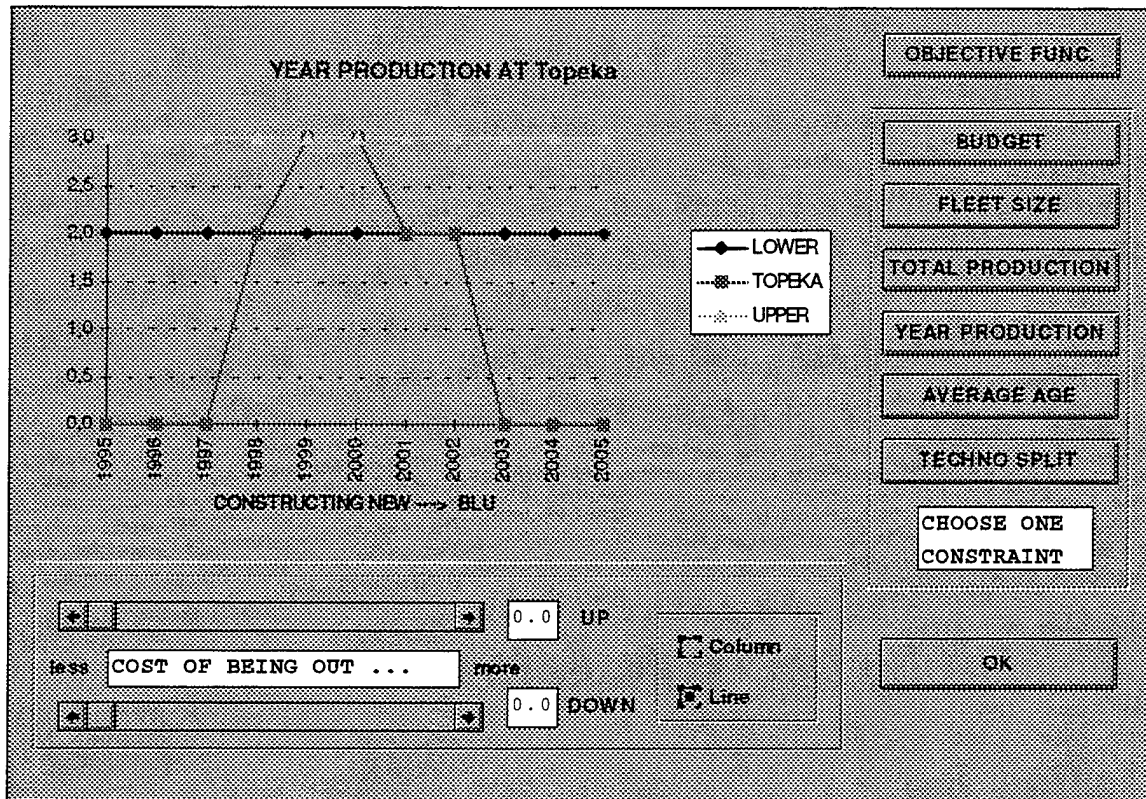 YEAR PRODUCTION AT Topeka
3,0
2,5
2,0
1,5
1,0
0,5
0,0
1995
1996
1997
1998
1999
2000
2001
2002
2003
2004
2005
CONSTRUCTING NEW ---> BLU
LOWER
TOPEKA
UPPER
OBJECTIVE FUNC.
BUDGET
FLEET SIZE
TOTAL PRODUCTION
YEAR PRODUCTION
AVERAGE AGE
TECHNO SPLIT
CHOOSE ONE
CONSTRAINT
0.0 UP
less COST OF BEING OUT ... more
0.0 DOWN
Column
Line
OK